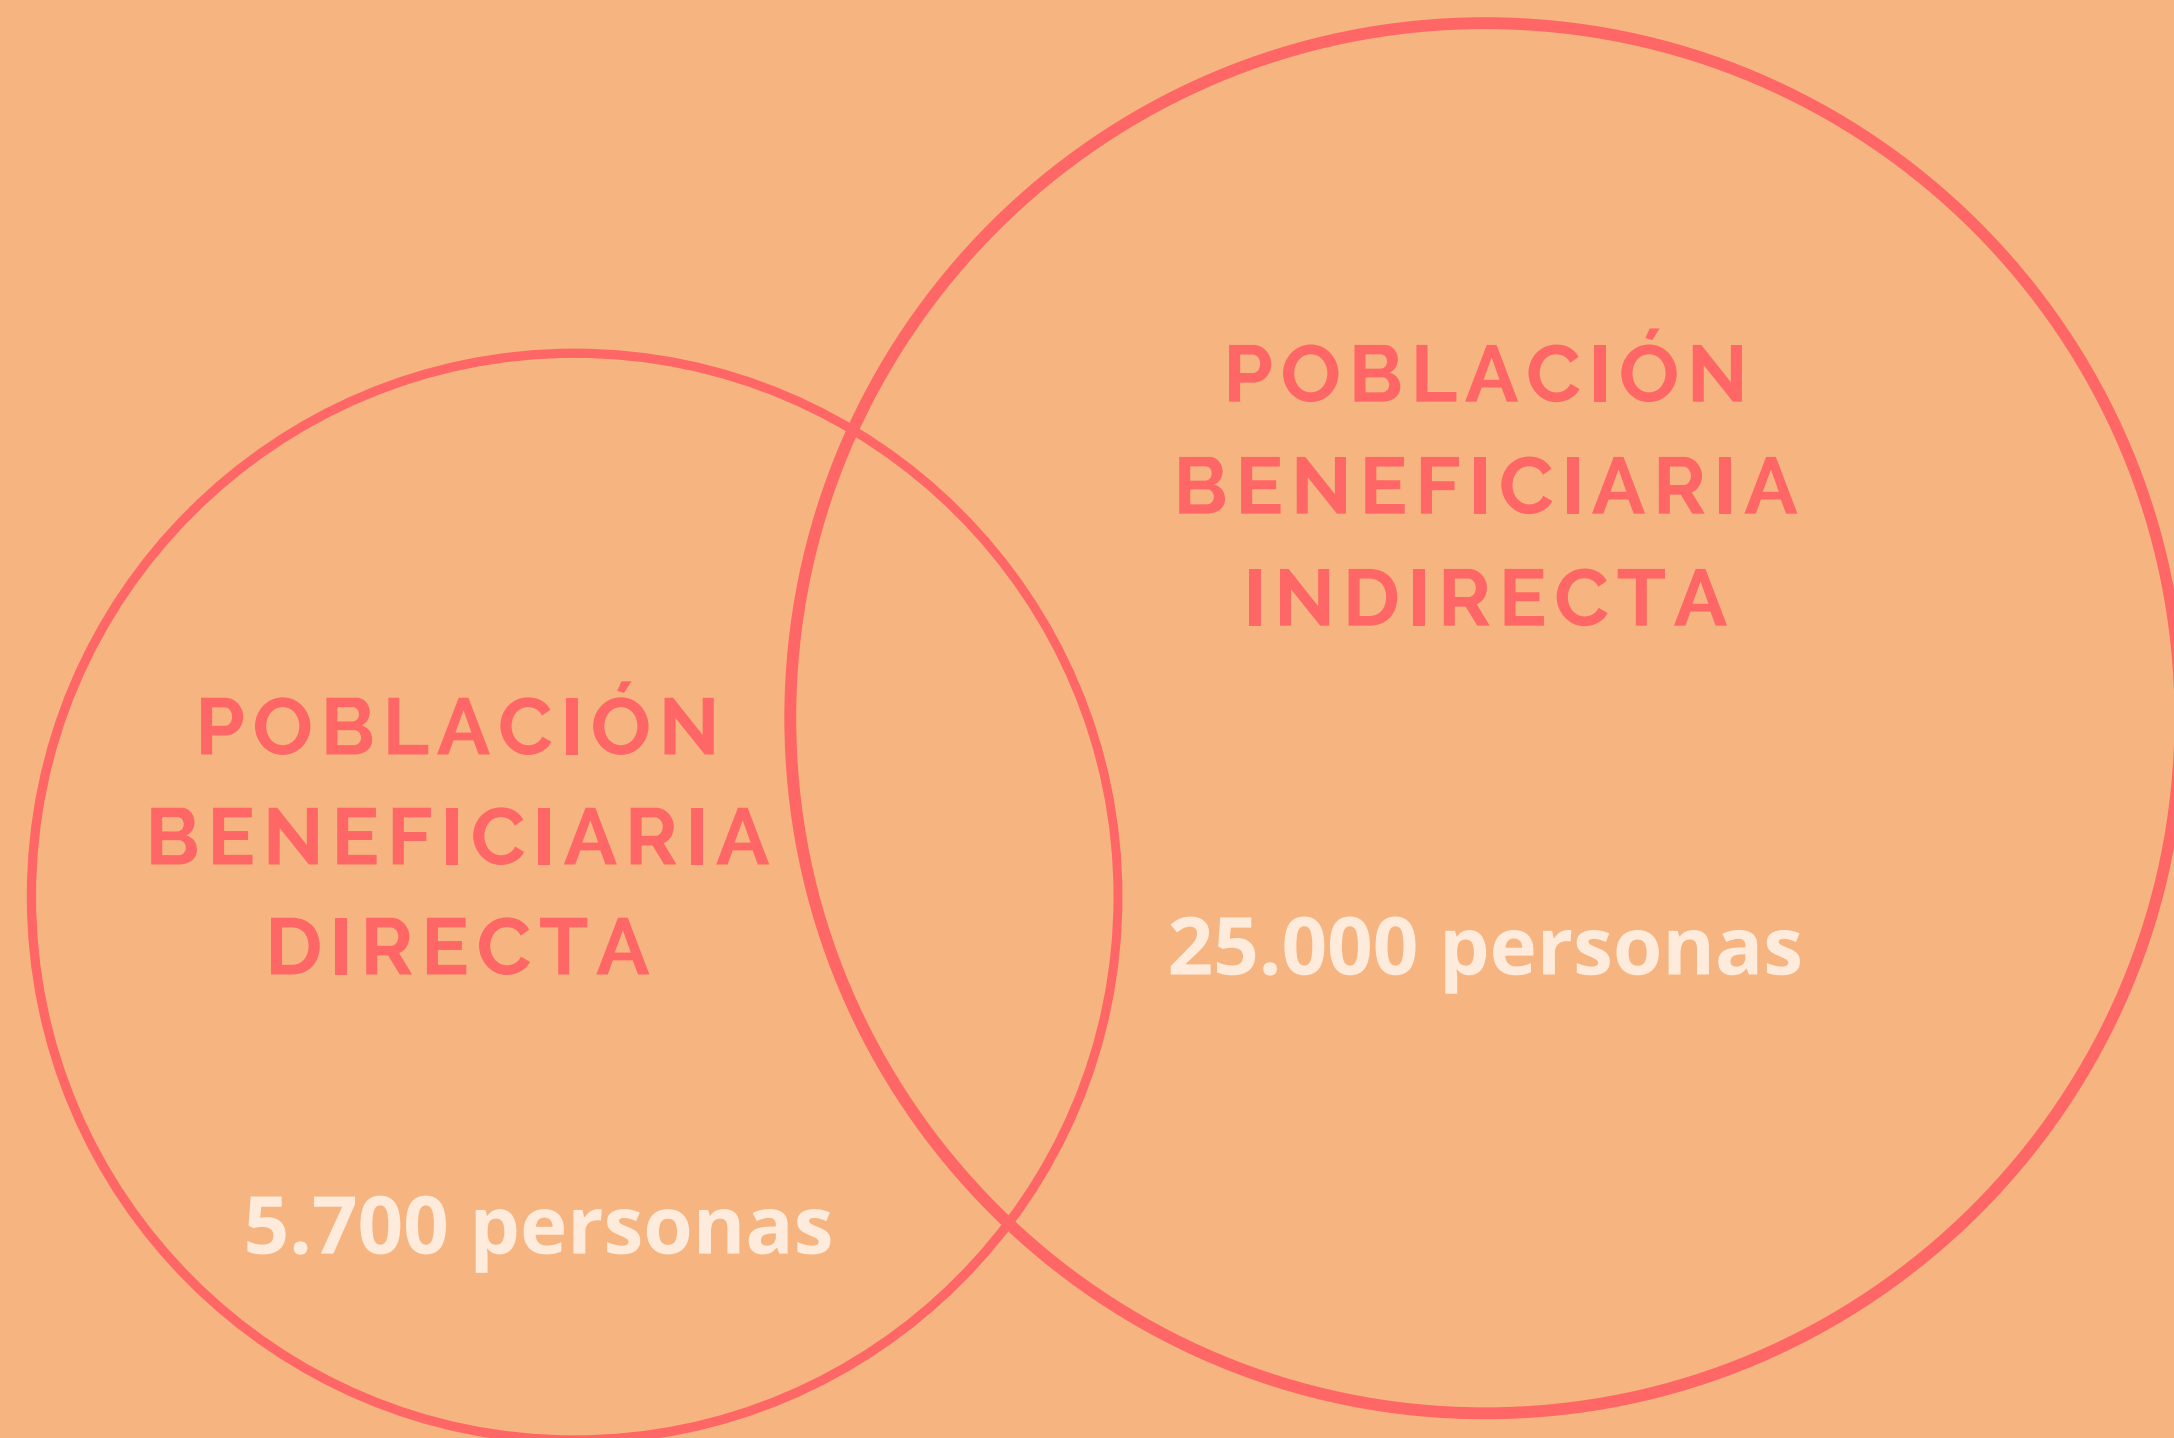 POBLACIÓN
BENEFICIARIA
DIRECTA
5.700 personas
POBLACIÓN
BENEFICIARIA
INDIRECTA
25.000 personas